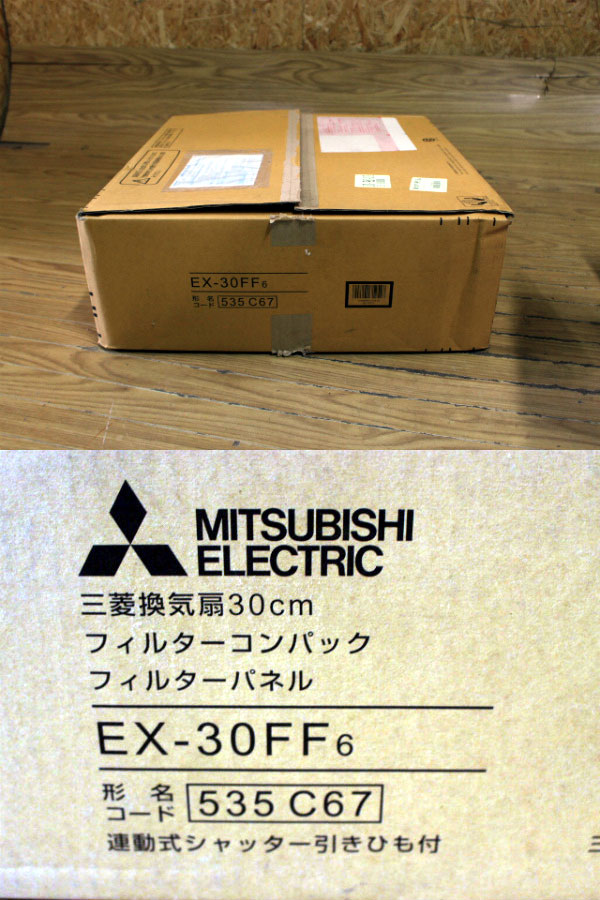 EX-30FF6
形名
コード 535 C67
MITSUBISHI
ELECTRIC
三菱換気扇30cm
フィルターコンパック
フィルターパネル
EX-30FF6
形名
コード 535 C67
連動式シャッター引きひも付